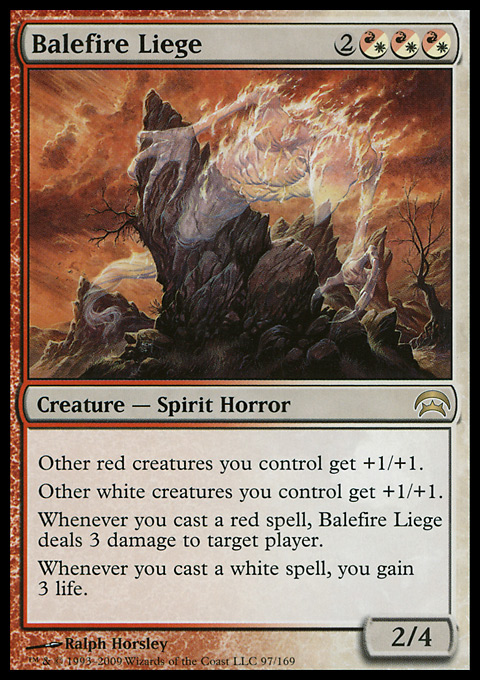 Balefire Liege 2
Creature — Spirit Horror
Other red creatures you control get +1/+1.
Other white creatures you control get +1/+1.
Whenever you cast a red spell, Balefire Liege
deals 3 damage to target player.
Whenever you cast a white spell, you gain
3 life.
2/4
Ralph Horsley
™ & © 1993–2009 Wizards of the Coast LLC 97/169